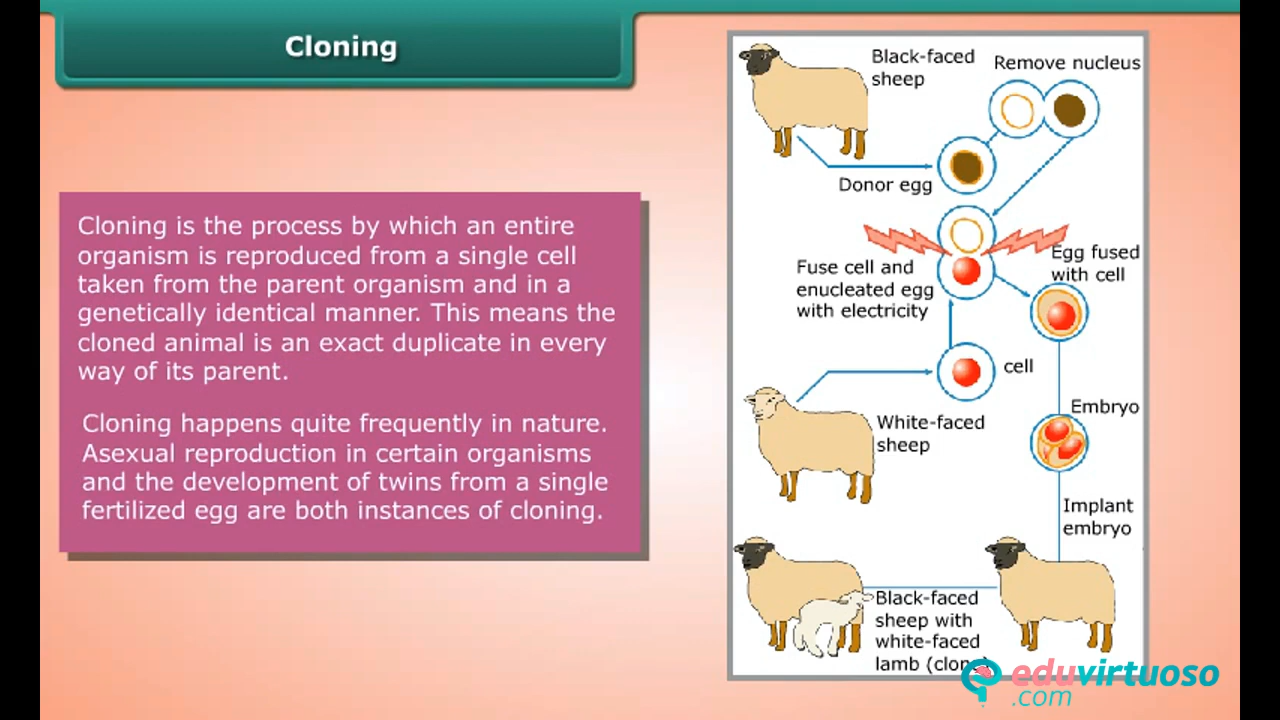 Cloning
Cloning is the process by which an entire
organism is reproduced from a single cell
taken from the parent organism and in a
genetically identical manner. This means the
cloned animal is an exact duplicate in every
way of its parent.
Cloning happens quite frequently in nature.
Asexual reproduction in certain organisms
and the development of twins from a single
fertilized egg are both instances of cloning.
Black-faced
sheep
Remove nucleus
Donor egg
Fuse cell and
enucleated egg
with electricity
Egg fused
with cell
cell
White-faced
sheep
Embryo
Implant
embryo
Black-faced
sheep with
white-faced
lamb (clone)
eduvirtuoso
.com